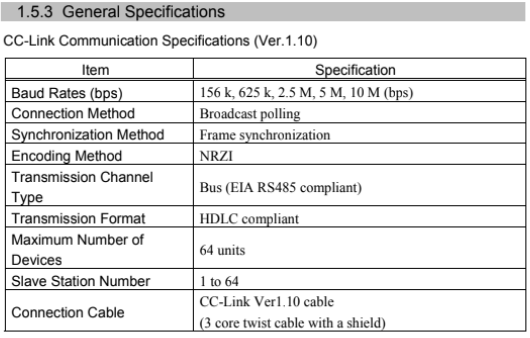 1.5.3 General Specifications
CC-Link Communication Specifications (Ver.1.10)
Item Specification
Baud Rates (bps) 156 k, 625 k, 2.5 M, 5 M, 10 M (bps)
Connection Method Broadcast polling
Synchronization Method Frame synchronization
Encoding Method NRZI
Transmission Channel
Type Bus (EIA RS485 compliant)
Transmission Format HDLC compliant
Maximum Number of
Devices 64 units
Slave Station Number 1 to 64
Connection Cable CC-Link Ver1.10 cable
(3 core twist cable with a shield)